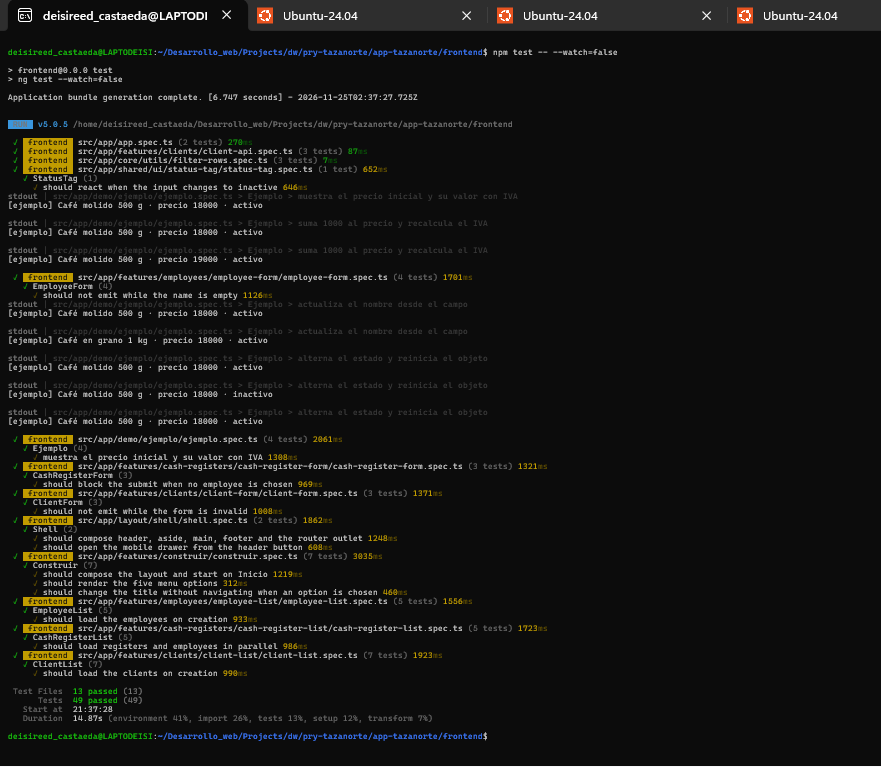 deisireed_castaeda@LAPTODI
Ubuntu-24.04
Ubuntu-24.04
Ubuntu-24.04
deisireed_castaeda@LAPTODEISI:~/Desarrollo_web/Projects/dw/pry-tazanorte/app-tazanorte/frontend$ npm test -- --watch=false
> frontend@0.0.0 test
> ng test --watch=false
Application bundle generation complete. [6.747 seconds] - 2026-11-25T02:37:27.725Z
v5.0.5 /home/deisireed_castaeda/Desarrollo_web/Projects/dw/pry-tazanorte/app-tazanorte/frontend
✓ frontend src/app/app.spec.ts (2 tests) 270ms
✓ frontend src/app/features/clients/client-api.spec.ts (3 tests) 87ms
✓ frontend src/app/core/utils/filter-rows.spec.ts (3 tests) 7ms
✓ frontend src/app/shared/ui/status-tag/status-tag.spec.ts (1 test) 652ms
✓ StatusTag (1)
✓ should react when the input changes to inactive 646ms
stdout | src/app/demo/ejemplo/ejemplo.spec.ts > Ejemplo > muestra el precio inicial y su valor con IVA
[ejemplo] Café molido 500 g · precio 18000 · activo
stdout | src/app/demo/ejemplo/ejemplo.spec.ts > Ejemplo > suma 1000 al precio y recalcula el IVA
[ejemplo] Café molido 500 g · precio 18000 · activo
stdout | src/app/demo/ejemplo/ejemplo.spec.ts > Ejemplo > suma 1000 al precio y recalcula el IVA
[ejemplo] Café molido 500 g · precio 19000 · activo
✓ frontend src/app/features/employees/employee-form/employee-form.spec.ts (4 tests) 1701ms
✓ EmployeeForm (4)
✓ should not emit while the name is empty 1126ms
stdout | src/app/demo/ejemplo/ejemplo.spec.ts > Ejemplo > actualiza el nombre desde el campo
[ejemplo] Café molido 500 g · precio 18000 · activo
stdout | src/app/demo/ejemplo/ejemplo.spec.ts > Ejemplo > actualiza el nombre desde el campo
[ejemplo] Café en grano 1 kg · precio 18000 · activo
stdout | src/app/demo/ejemplo/ejemplo.spec.ts > Ejemplo > alterna el estado y reinicia el objeto
[ejemplo] Café molido 500 g · precio 18000 · activo
stdout | src/app/demo/ejemplo/ejemplo.spec.ts > Ejemplo > alterna el estado y reinicia el objeto
[ejemplo] Café molido 500 g · precio 18000 · inactivo
stdout | src/app/demo/ejemplo/ejemplo.spec.ts > Ejemplo > alterna el estado y reinicia el objeto
[ejemplo] Café molido 500 g · precio 18000 · activo
✓ frontend src/app/demo/ejemplo/ejemplo.spec.ts (4 tests) 2061ms
✓ Ejemplo (4)
✓ muestra el precio inicial y su valor con IVA 1308ms
✓ frontend src/app/features/cash-registers/cash-register-form/cash-register-form.spec.ts (3 tests) 1321ms
✓ CashRegisterForm (3)
✓ should block the submit when no employee is chosen 969ms
✓ frontend src/app/features/clients/client-form/client-form.spec.ts (3 tests) 1371ms
✓ ClientForm (3)
✓ should not emit while the form is invalid 1008ms
✓ frontend src/app/layout/shell/shell.spec.ts (2 tests) 1862ms
✓ Shell (2)
✓ should compose header, aside, main, footer and the router outlet 1248ms
✓ should open the mobile drawer from the header button 608ms
✓ frontend src/app/features/construir/construir.spec.ts (7 tests) 3035ms
✓ Construir (7)
✓ should compose the layout and start on Inicio 1219ms
✓ should render the five menu options 312ms
✓ should change the title without navigating when an option is chosen 460ms
✓ frontend src/app/features/employees/employee-list/employee-list.spec.ts (5 tests) 1556ms
✓ EmployeeList (5)
✓ should load the employees on creation 933ms
✓ frontend src/app/features/cash-registers/cash-register-list/cash-register-list.spec.ts (5 tests) 1723ms
✓ CashRegisterList (5)
✓ should load registers and employees in parallel 986ms
✓ frontend src/app/features/clients/client-list/client-list.spec.ts (7 tests) 1923ms
✓ ClientList (7)
✓ should load the clients on creation 990ms
Test Files 13 passed (13)
Tests 49 passed (49)
Start at 21:37:28
Duration 14.87s (environment 41%, import 26%, tests 13%, setup 12%, transform 7%)
deisireed_castaeda@LAPTODEISI:~/Desarrollo_web/Projects/dw/pry-tazanorte/app-tazanorte/frontend$